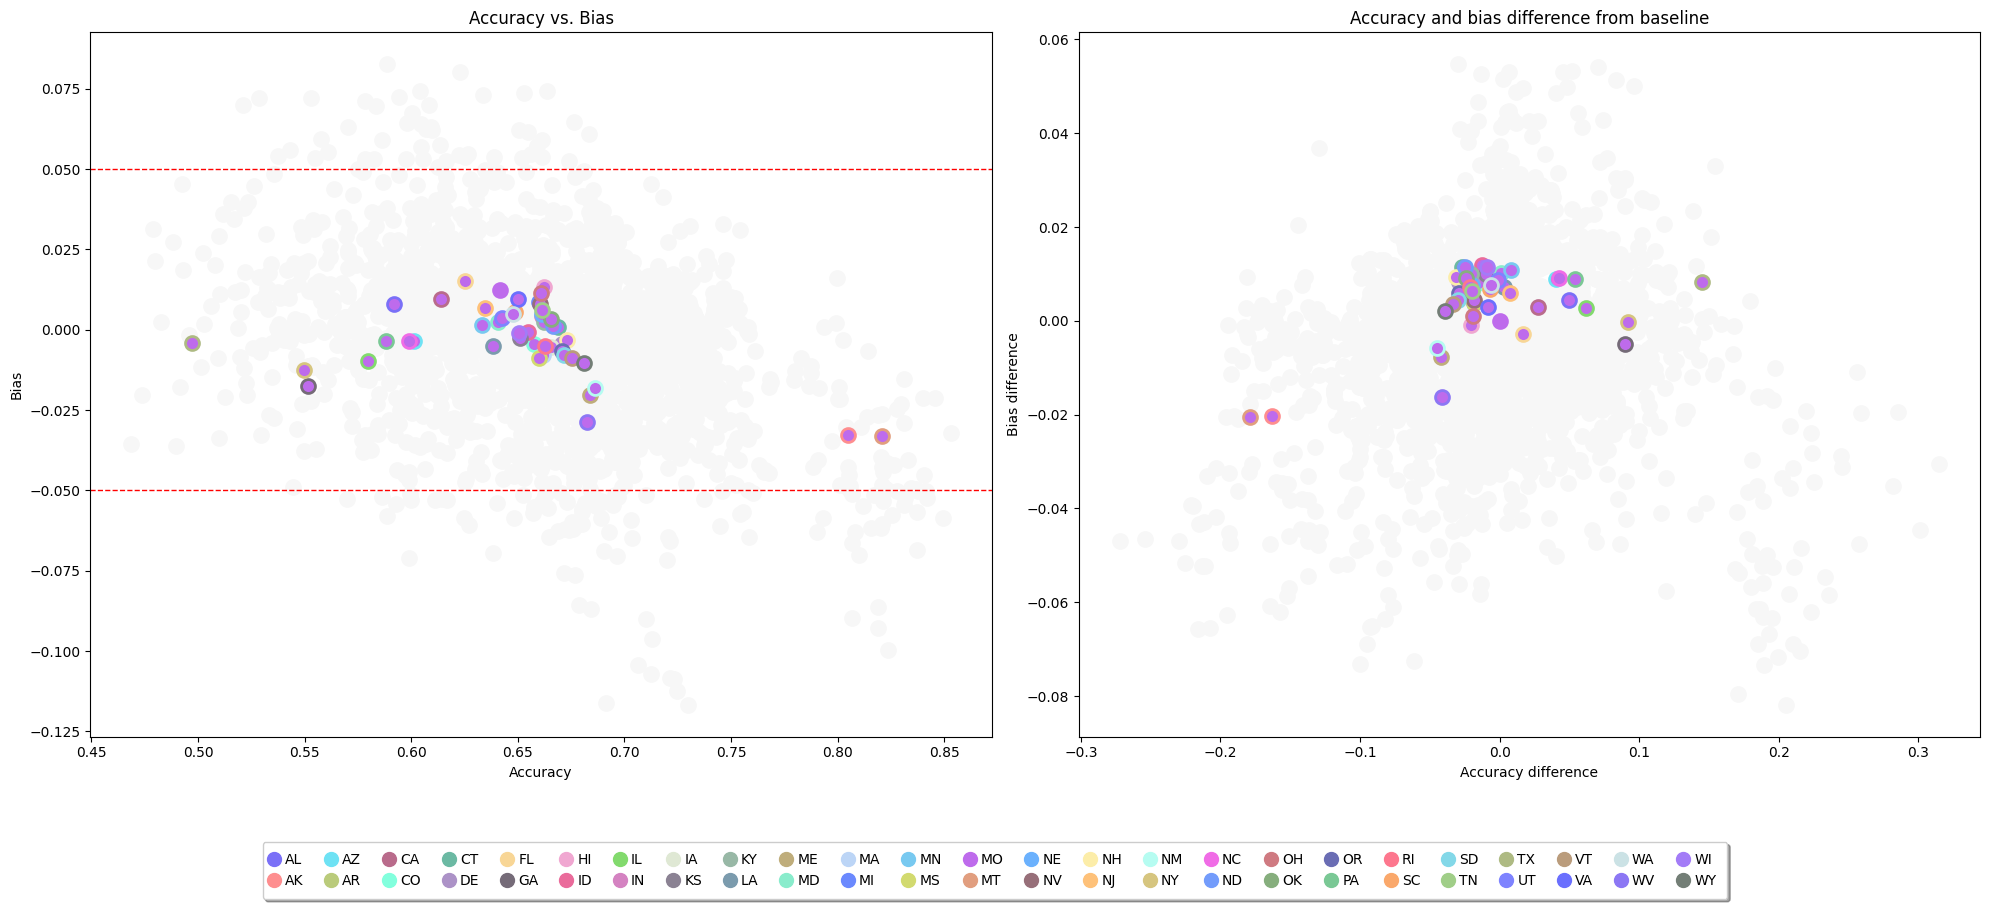 Accuracy vs. Bias
Accuracy and bias difference from baseline
0.075
0.050
0.025
0.000
−0.025
−0.050
−0.075
−0.100
−0.125
Bias
0.45 0.50 0.55 0.60 0.65 0.70 0.75 0.80 0.85
Accuracy
0.06
0.04
0.02
0.00
−0.02
−0.04
−0.06
−0.08
Bias difference
−0.3 −0.2 −0.1 0.0 0.1 0.2 0.3
Accuracy difference
AL AZ CA CT FL HI IL IA KY ME MA MN MO NE NH NM NC OH OR RI SD TX VT WA WI
AK AR CO DE GA ID IN KS LA MD MI MS MT NV NJ NY ND OK PA SC TN UT VA WV WY